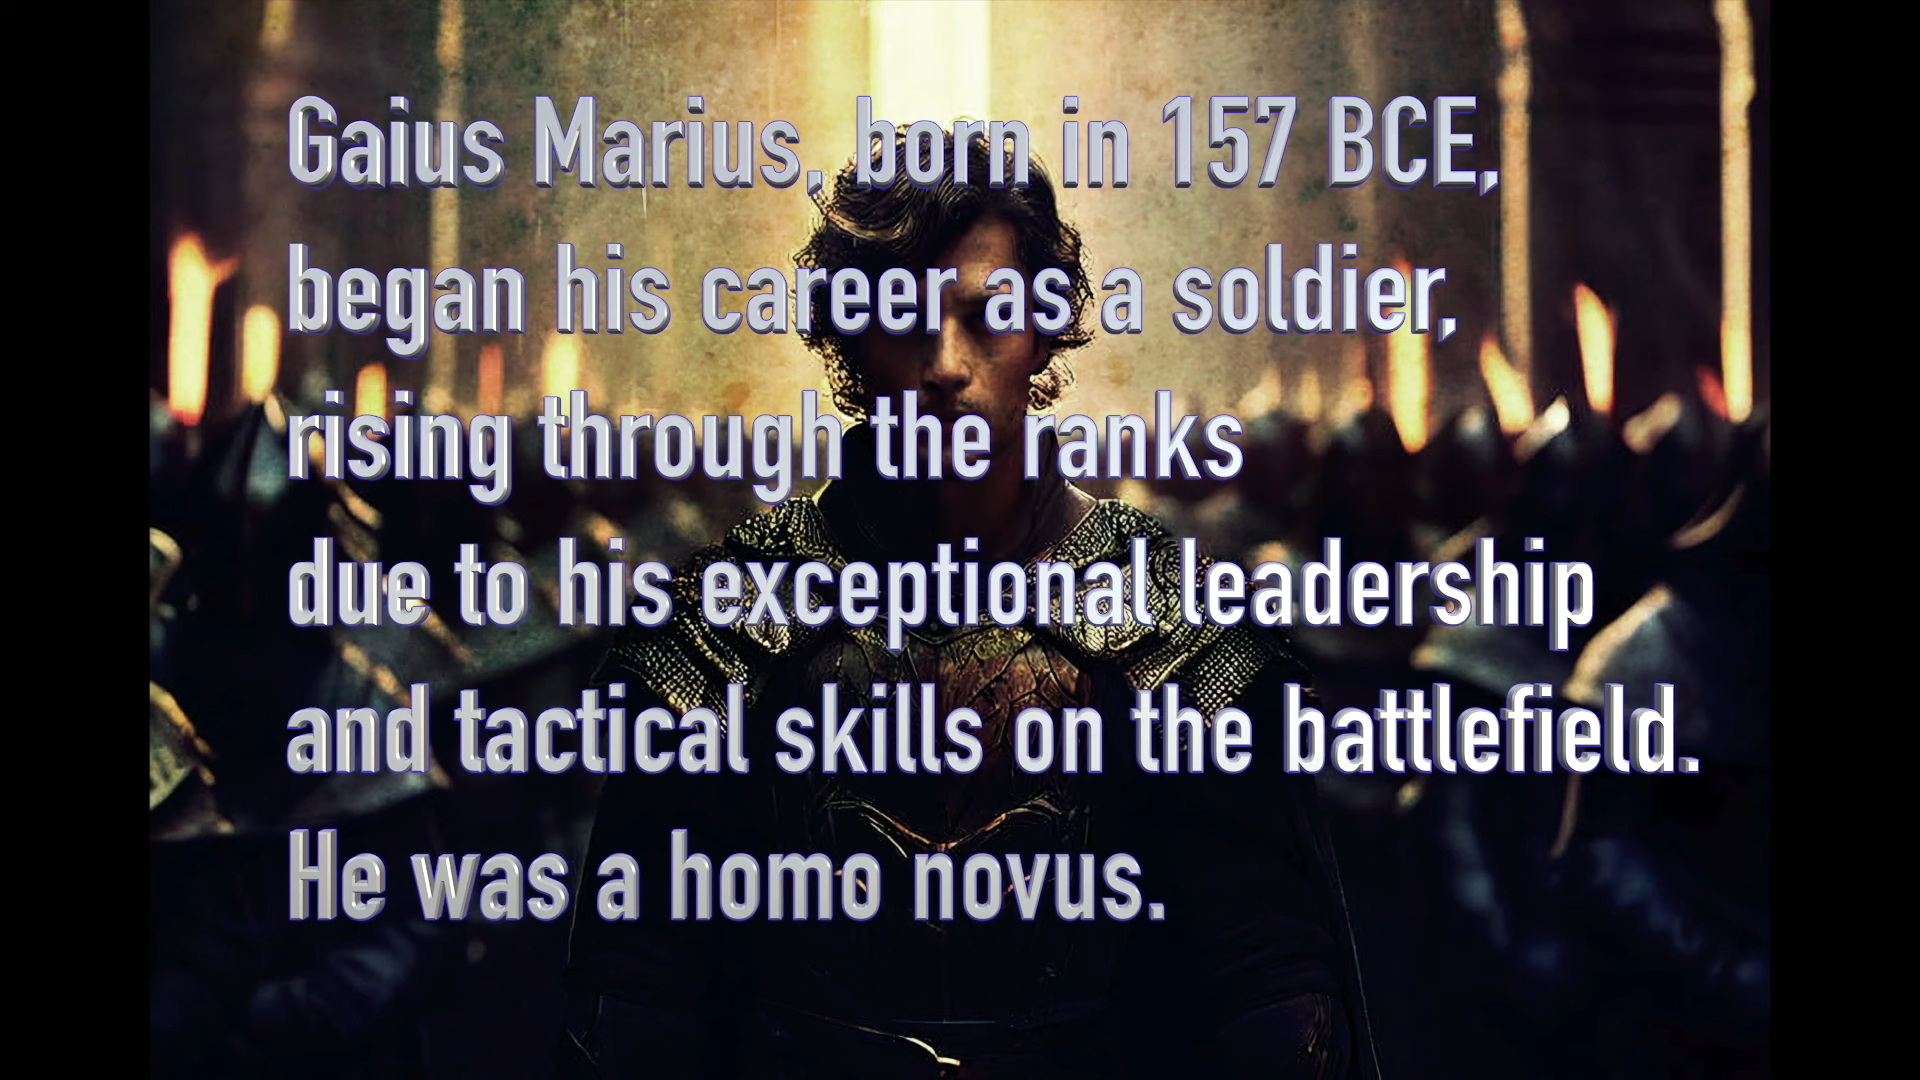 Gaius Marius, born in 157 BCE,
began his career as a soldier,
rising through the ranks
due to his exceptional leadership
and tactical skills on the battlefield.
He was a homo novus.